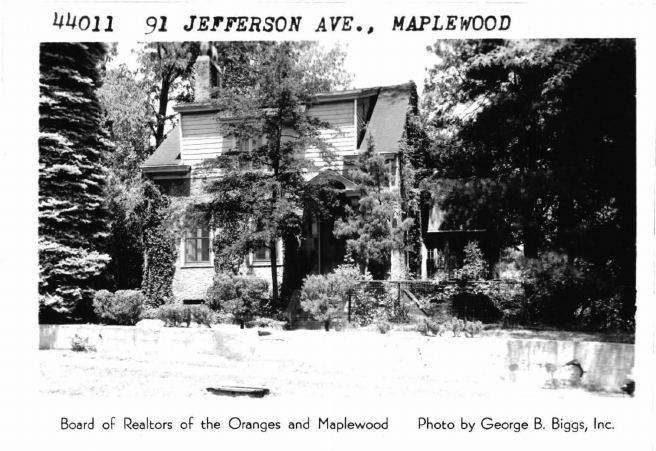 44011 91 JEFFERSON AVE., MAPLEWOOD
Board of Realtors of the Oranges and Maplewood Photo by George B. Biggs, Inc.